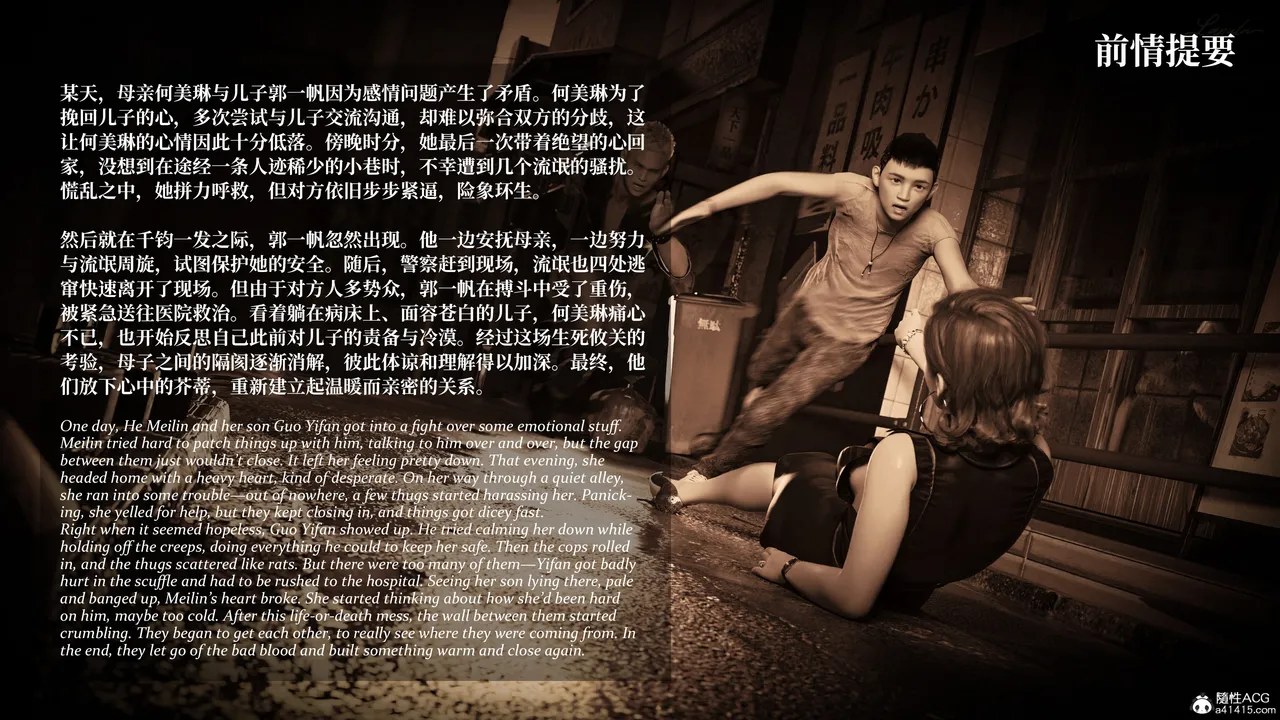 前情提要
某天，母亲何美琳与儿子郭一帆因为感情问题产生了矛盾。何美琳为了
挽回儿子的心，多次尝试与儿子交流沟通，却难以弥合双方的分歧，这
让何美琳的心情因此十分低落。傍晚时分，她最后一次带着绝望的心回
家，没想到在途经一条人迹稀少的小巷时，不幸遭到几个流氓的骚扰。
慌乱之中，她拼力呼救，但对方依旧步步紧逼，险象环生。
然后就在千钧一发之际，郭一帆忽然出现。他一边安抚母亲，一边努力
与流氓周旋，试图保护她的安全。随后，警察赶到现场，流氓也四处逃
窜快速离开了现场。但由于对方人多势众，郭一帆在搏斗中受了重伤，
被紧急送往医院救治。看着躺在病床上、面容苍白的儿子，何美琳痛心
不已，也开始反思自己此前对儿子的责备与冷漠。经过这场生死攸关的
考验，母子之间的隔阂逐渐消解，彼此体谅和理解得以加深。最终，他
们放下心中的芥蒂，重新建立起温暖而亲密的关系。
One day, He Meilin and her son Guo Yifan got into a fight over some emotional stuff.
Meilin tried hard to patch things up with him, talking to him over and over, but the gap
between them just wouldn't close. It left her feeling pretty down. That evening, she
headed home with a heavy heart, kind of desperate. On her way through a quiet alley,
she ran into some trouble—out of nowhere, a few thugs started harassing her. Panick-
ing, she yelled for help, but they kept closing in, and things got dicey fast.
Right when it seemed hopeless, Guo Yifan showed up. He tried calming her down while
holding off the creeps, doing everything he could to keep her safe. Then the cops rolled
in, and the thugs scattered like rats. But there were too many of them—Yifan got badly
hurt in the scuffle and had to be rushed to the hospital. Seeing her son lying there, pale
and banged up, Meilin's heart broke. She started thinking about how she'd been hard
on him, maybe too cold. After this life-or-death mess, the wall between them started
crumbling. They began to get each other, to really see where they were coming from. In
the end, they let go of the bad blood and built something warm and close again.
串か
牛肉吸
一品料
隨性ACG
a41415.com